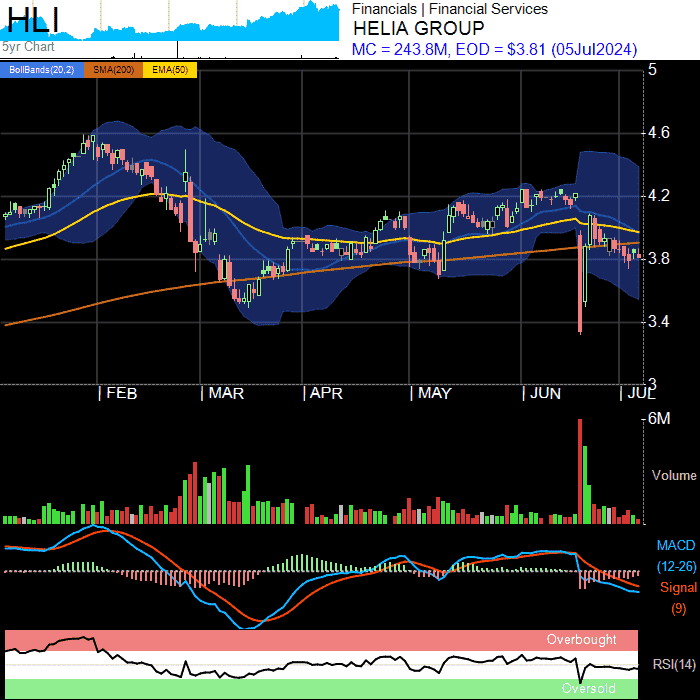 HLI
5yr Chart
Financials | Financial Services
HELIA GROUP
MC = 243.8M, EOD = $3.81 (05Jul2024)
BollBands(20,2) SMA(200) EMA(50)
5
4.6
4.2
3.8
3.4
3
| FEB | MAR | APR | MAY | JUN | JUL
6M
Volume
MACD
(12-26)
Signal
(9)
Overbought
RSI(14)
Oversold